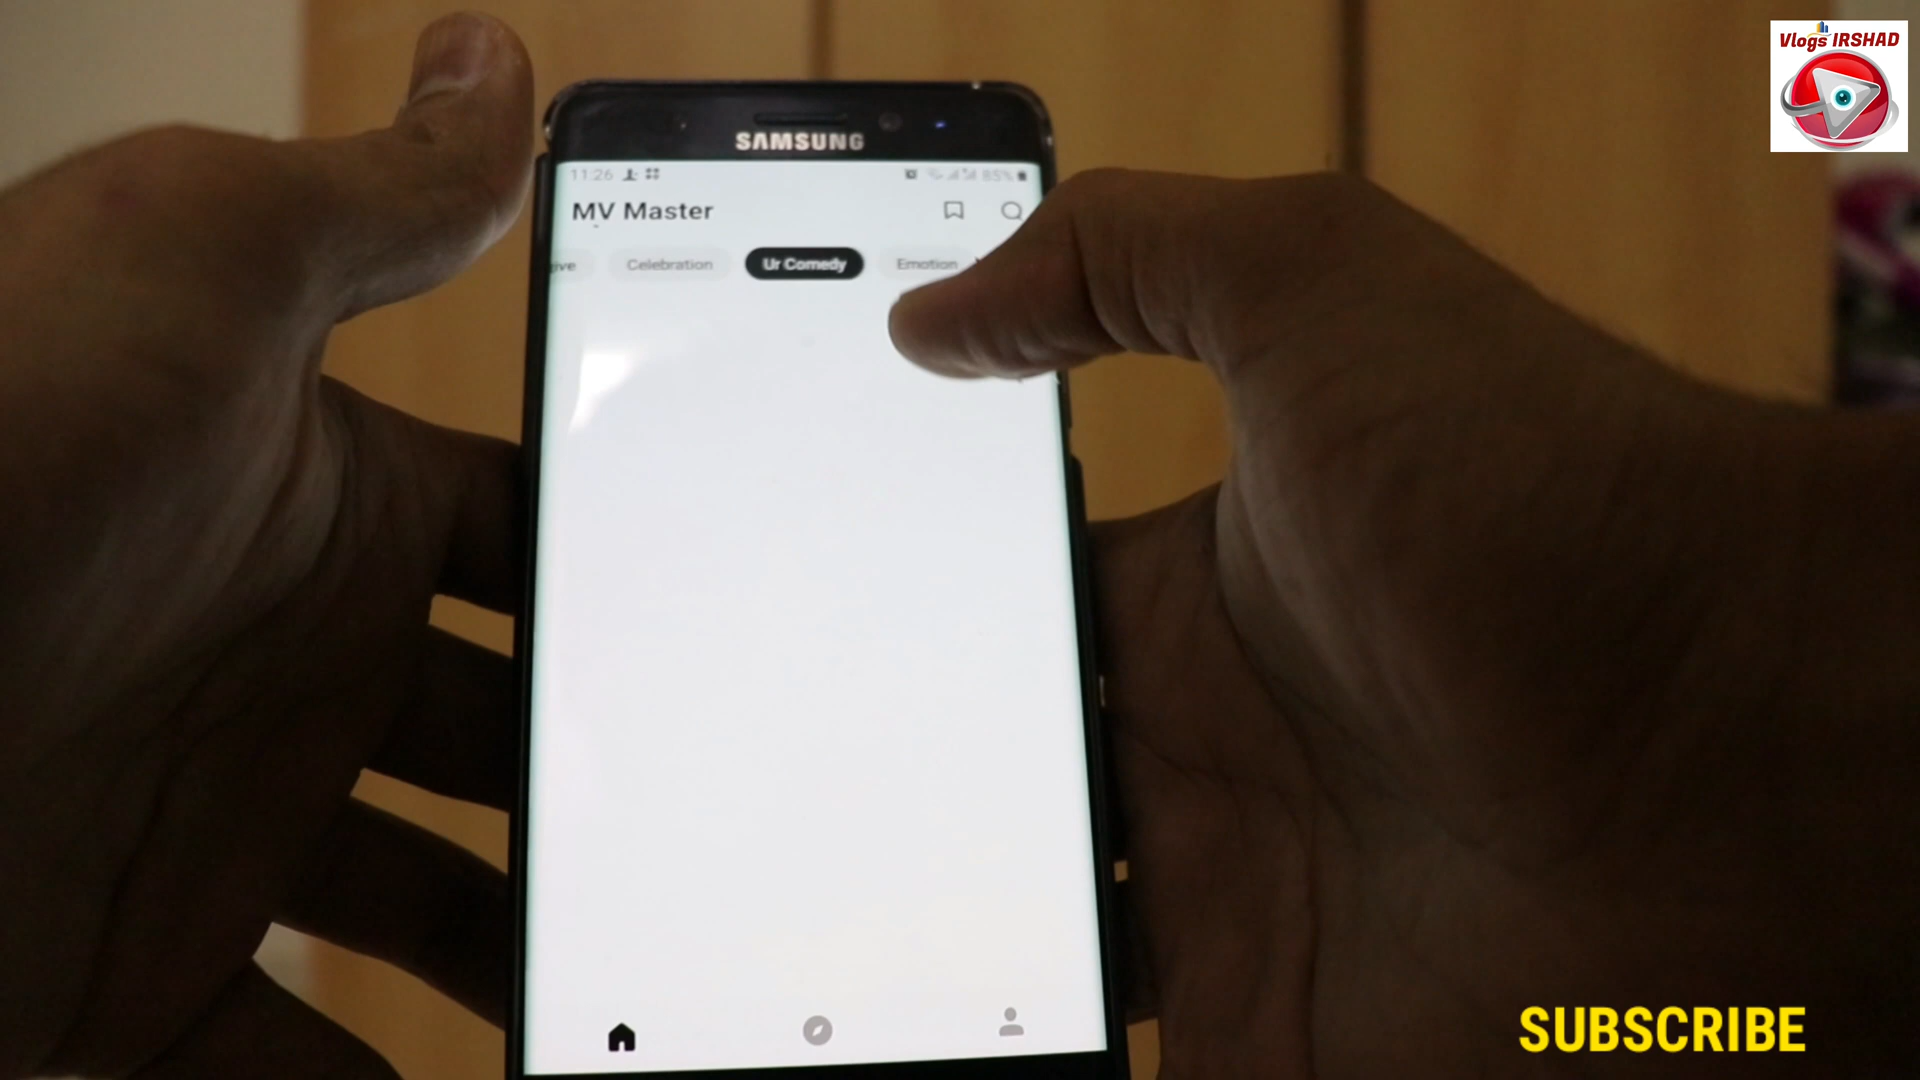 Vlogs IRSHAD
SAMSUNG
11:26
85%
MV Master
Celebration
Ur Comedy
Emotion
SUBSCRIBE